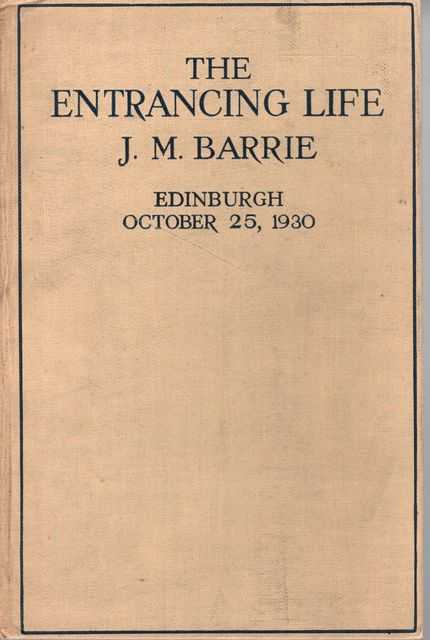 THE
ENTRANCING LIFE
J. M. BARRIE
EDINBURGH
OCTOBER 25, 1930